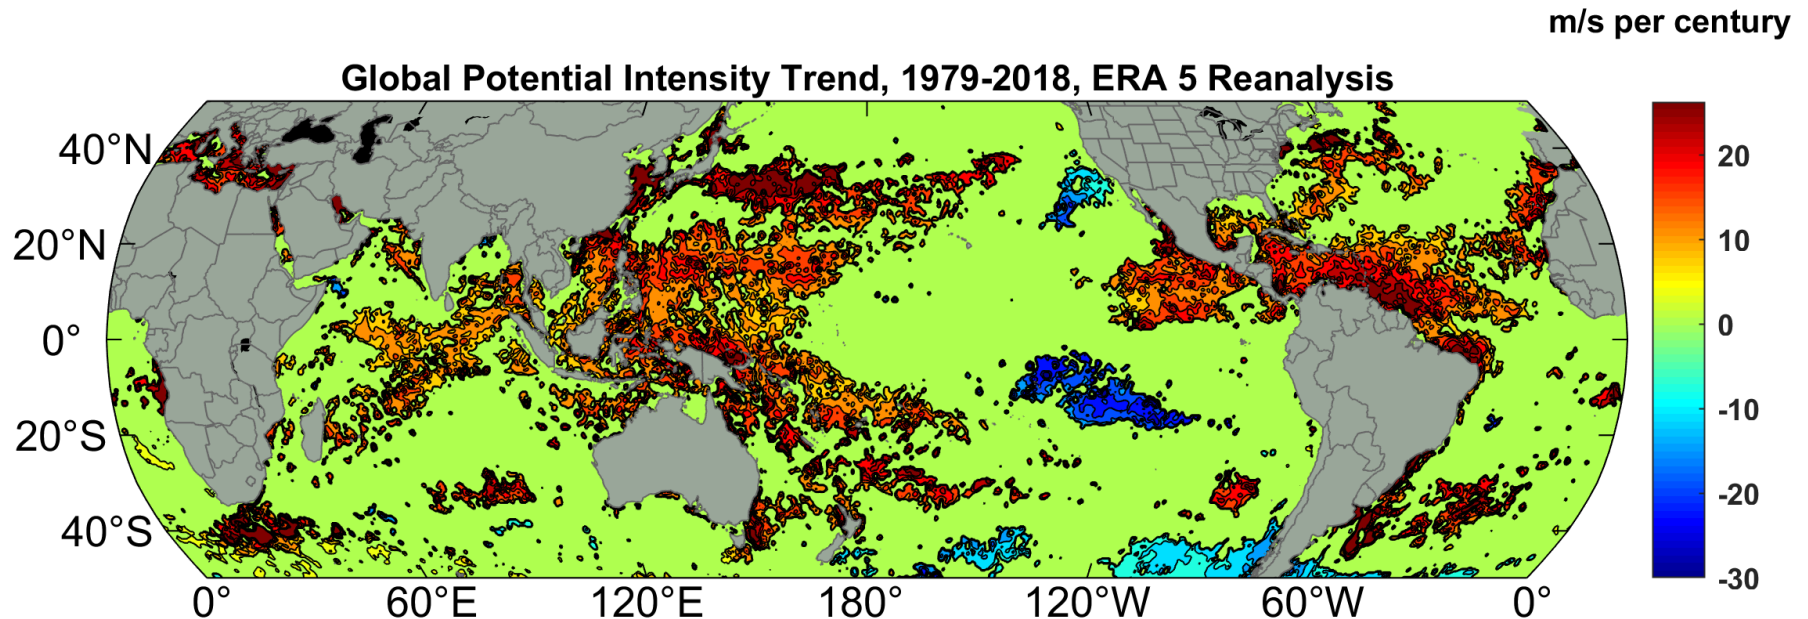 m/s per century
Global Potential Intensity Trend, 1979-2018, ERA 5 Reanalysis
40°N
20°N
0°
20°S
40°S
0°
60°E
120°E
180°
120°W
60°W
0°
20
10
0
-10
-20
-30